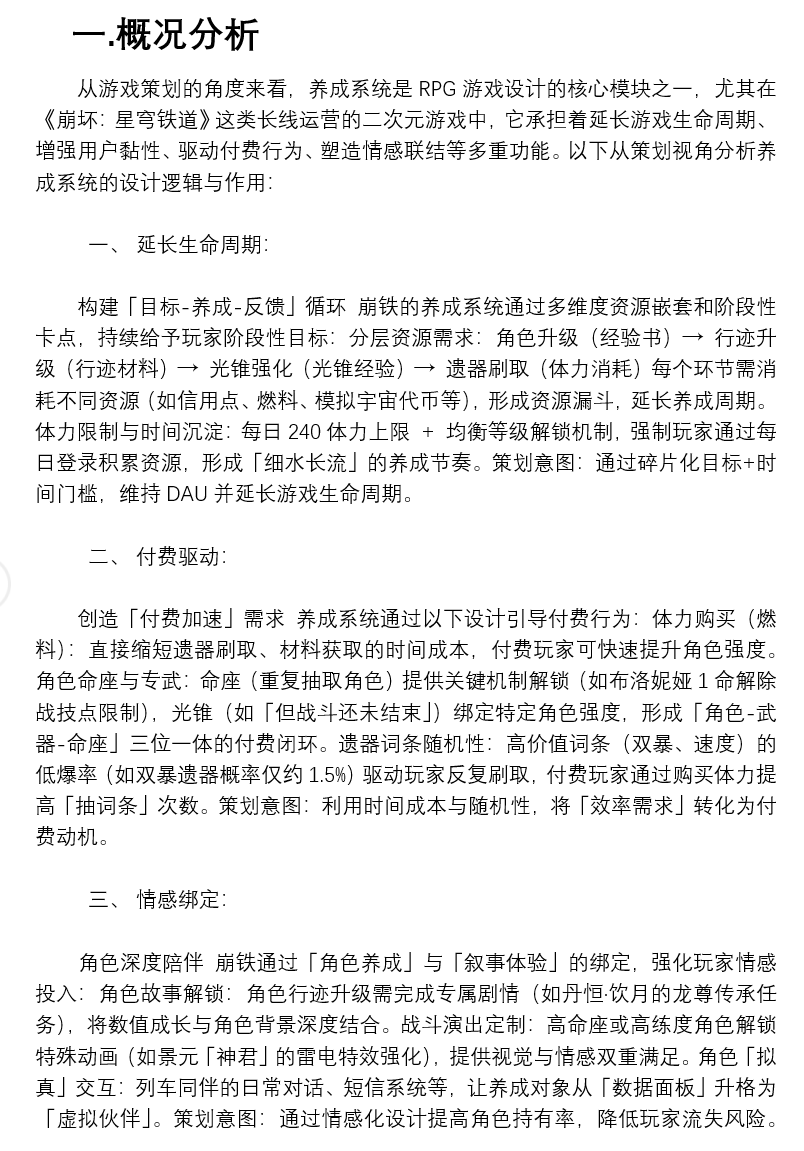 一.概况分析
从游戏策划的角度来看，养成系统是 RPG 游戏设计的核心模块之一，尤其在
《崩坏：星穹铁道》这类长线运营的二次元游戏中，它承担着延长游戏生命周期、
增强用户黏性、驱动付费行为、塑造情感联结等多重功能。以下从策划视角分析养
成系统的设计逻辑与作用：
一、 延长生命周期：
构建「目标-养成-反馈」循环 崩铁的养成系统通过多维度资源嵌套和阶段性
卡点，持续给予玩家阶段性目标：分层资源需求：角色升级（经验书）→ 行迹升
级（行迹材料）→ 光锥强化（光锥经验）→ 遗器刷取（体力消耗）每个环节需消
耗不同资源（如信用点、燃料、模拟宇宙代币等），形成资源漏斗，延长养成周期。
体力限制与时间沉淀：每日 240 体力上限 + 均衡等级解锁机制，强制玩家通过每
日登录积累资源，形成「细水长流」的养成节奏。策划意图：通过碎片化目标+时
间门槛，维持 DAU 并延长游戏生命周期。
二、 付费驱动：
创造「付费加速」需求 养成系统通过以下设计引导付费行为：体力购买（燃
料）：直接缩短遗器刷取、材料获取的时间成本，付费玩家可快速提升角色强度。
角色命座与专武：命座（重复抽取角色）提供关键机制解锁（如布洛妮娅 1 命解除
战技点限制），光锥（如「但战斗还未结束」）绑定特定角色强度，形成「角色-武
器-命座」三位一体的付费闭环。遗器词条随机性：高价值词条（双暴、速度）的
低爆率（如双暴遗器概率仅约 1.5%）驱动玩家反复刷取，付费玩家通过购买体力提
高「抽词条」次数。策划意图：利用时间成本与随机性，将「效率需求」转化为付
费动机。
三、 情感绑定：
角色深度陪伴 崩铁通过「角色养成」与「叙事体验」的绑定，强化玩家情感
投入：角色故事解锁：角色行迹升级需完成专属剧情（如丹恒·饮月的龙尊传承任
务），将数值成长与角色背景深度结合。战斗演出定制：高命座或高练度角色解锁
特殊动画（如景元「神君」的雷电特效强化），提供视觉与情感双重满足。角色「拟
真」交互：列车同伴的日常对话、短信系统等，让养成对象从「数据面板」升格为
「虚拟伙伴」。策划意图：通过情感化设计提高角色持有率，降低玩家流失风险。